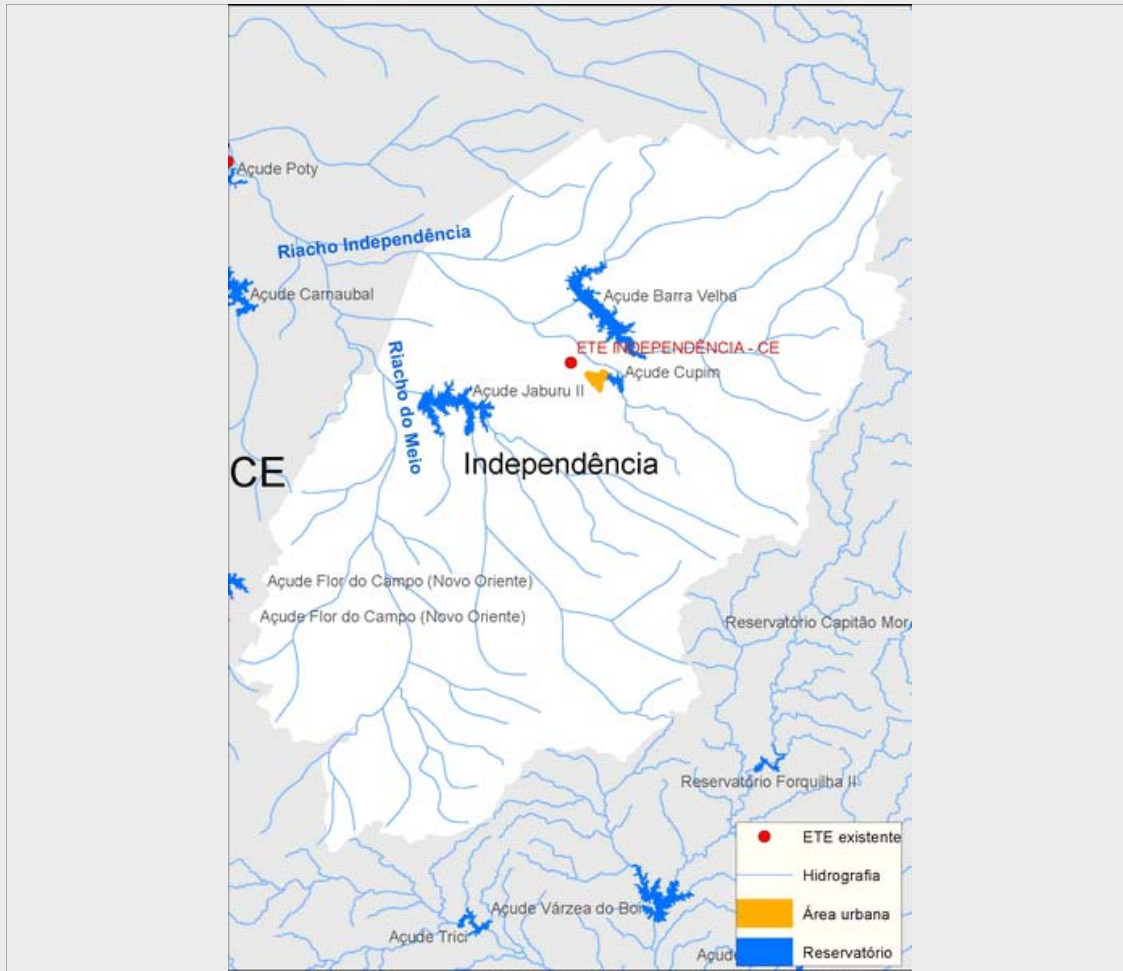 Açude Poty
Riacho Independência
Açude Carnaubal
Açude Barra Velha
ETE INDEPENDÊNCIA - CE
Açude Cupim
Riacho do Meio
Açude Jaburu II
CE
Independência
Açude Flor do Campo (Novo Oriente)
Açude Flor do Campo (Novo Oriente)
Reservatório Capitão Mor
Reservatório Forquilha II
ETE existente
Hidrografia
Área urbana
Reservatório
Açude Várzea do Boi
Açude Trici
Açude